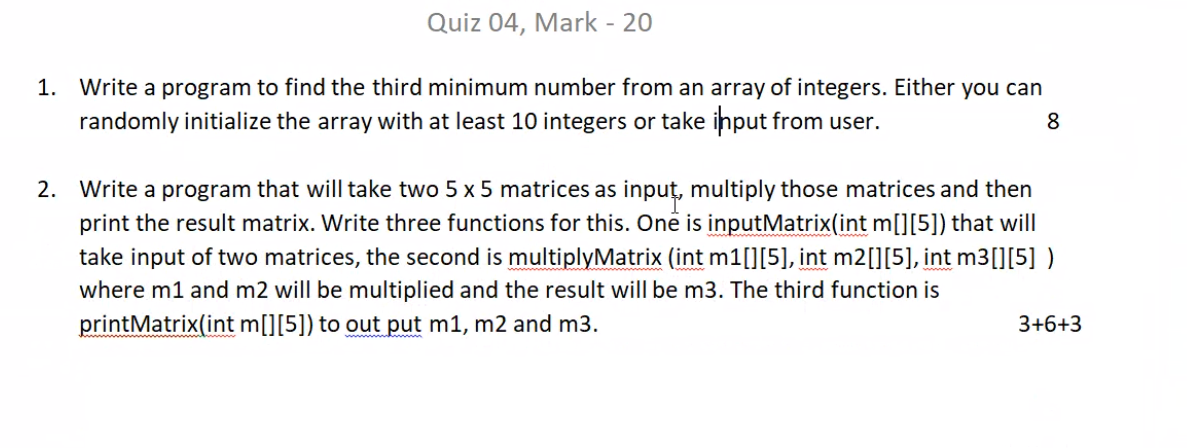 Quiz 04, Mark - 20
1. Write a program to find the third minimum number from an array of integers. Either you can
randomly initialize the array with at least 10 integers or take input from user. 8
2. Write a program that will take two 5 x 5 matrices as input, multiply those matrices and then
print the result matrix. Write three functions for this. One is inputMatrix(int m[][5]) that will
take input of two matrices, the second is multiplyMatrix (int m1[][5], int m2[][5], int m3[][5] )
where m1 and m2 will be multiplied and the result will be m3. The third function is
printMatrix(int m[][5]) to out put m1, m2 and m3. 3+6+3